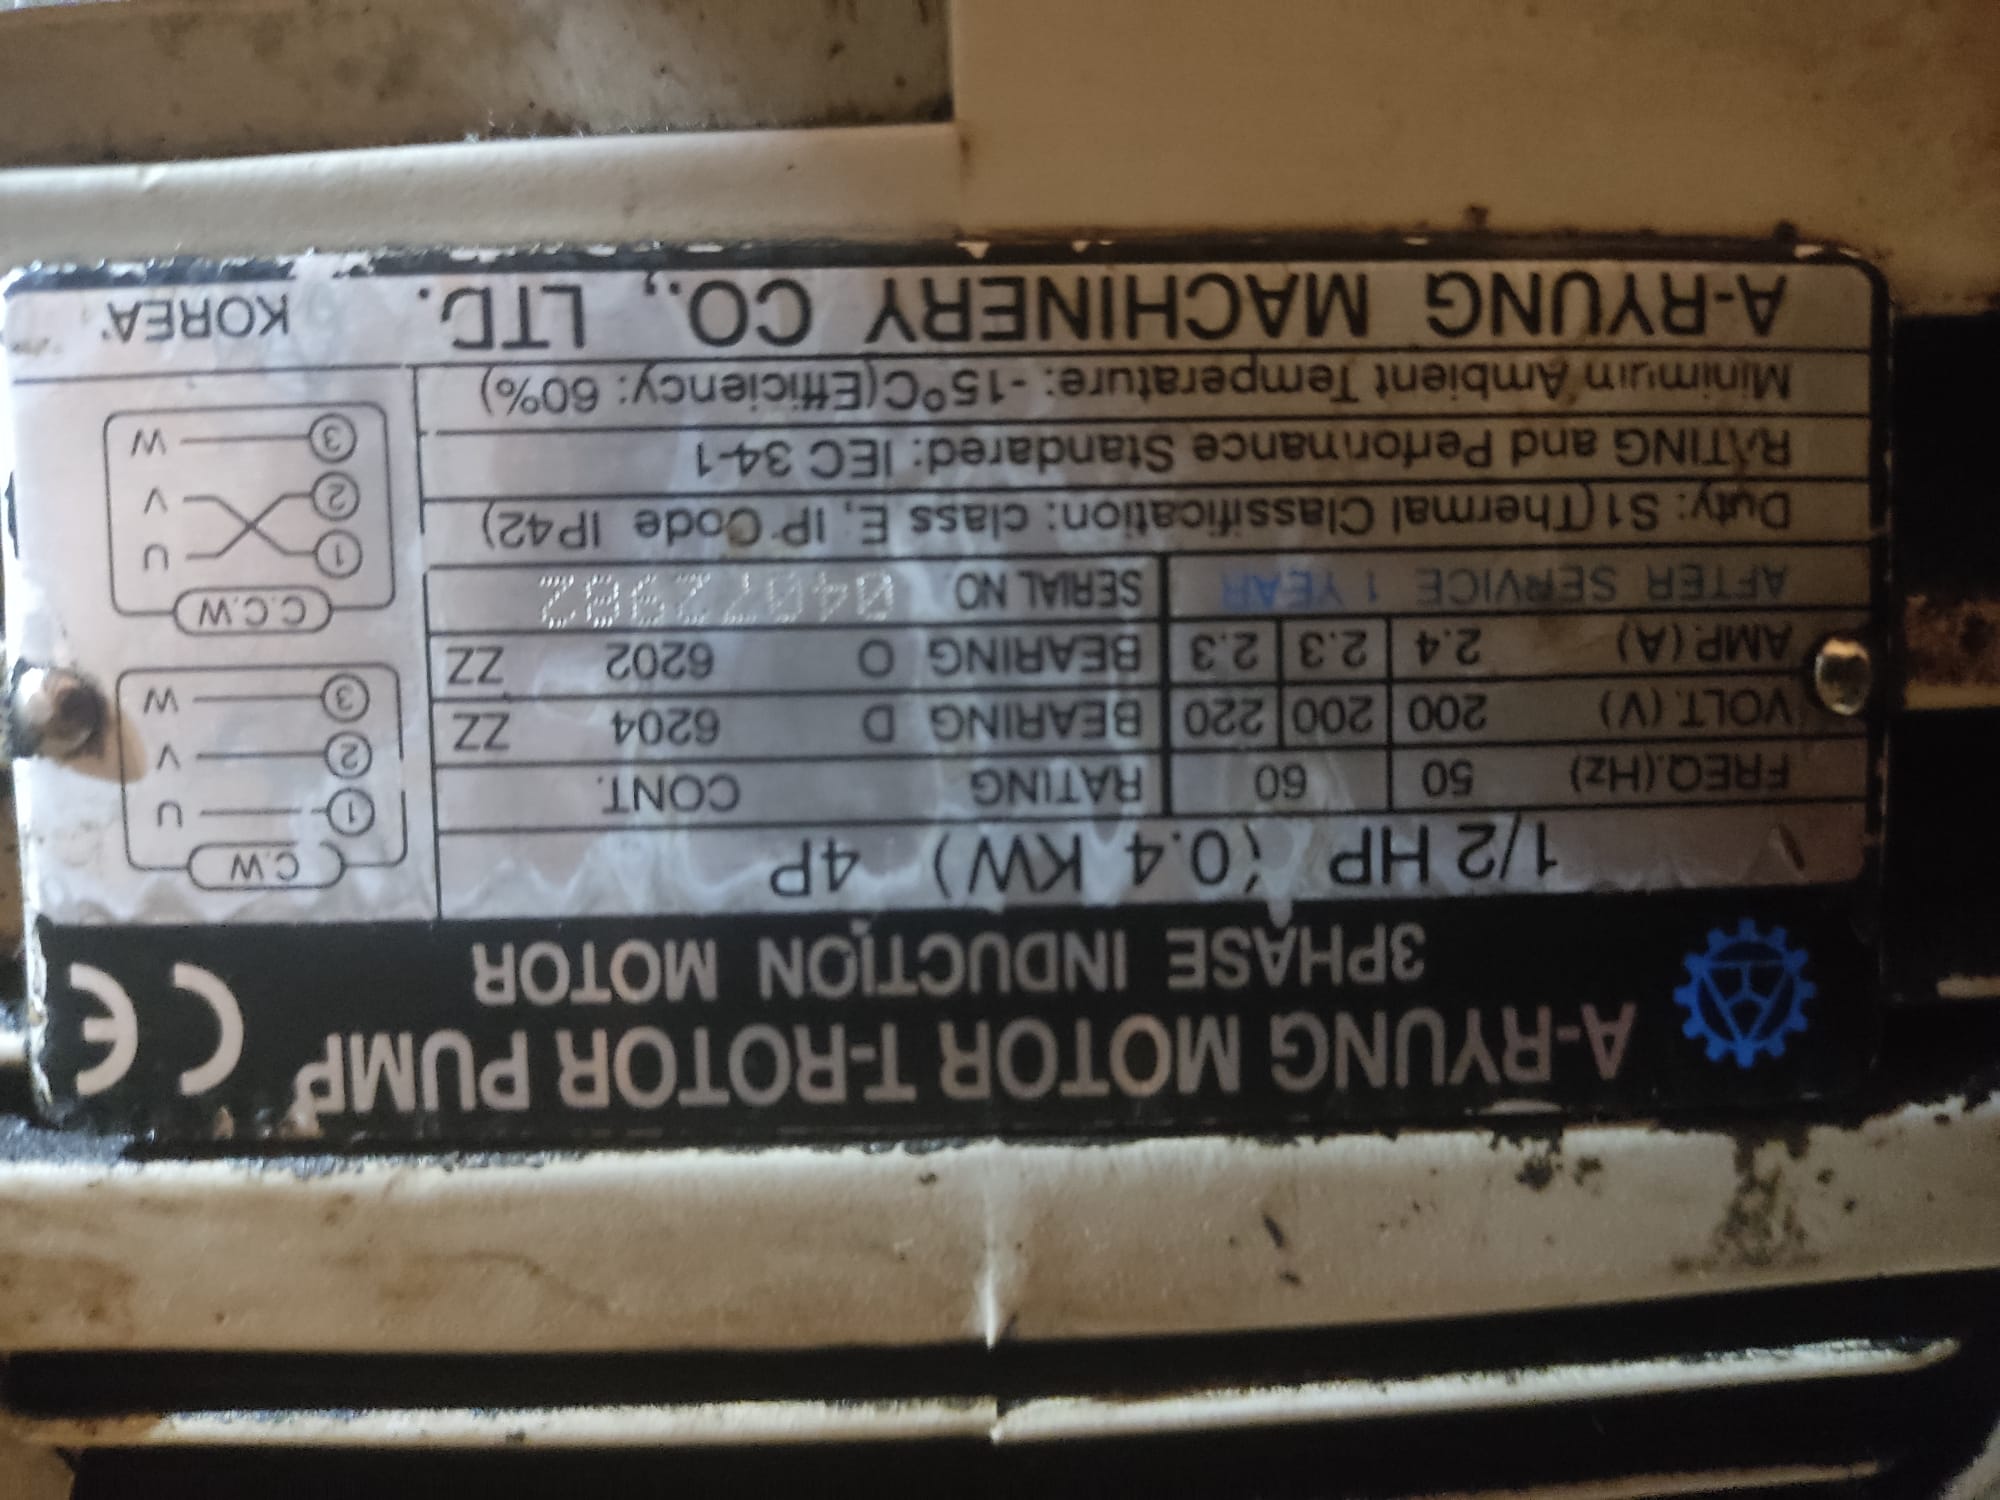 A-RYUNG MOTOR T-ROTOR PUMP
3PHASE INDUCTION MOTOR
CE
1/2 HP (0.4 KW) 4P
FREQ.(Hz) 50 60 RATING CONT.
VOLT.(V) 200 200 220 BEARING D 6204 ZZ
AMP.(A) 2.4 2.3 2.3 BEARING O 6202 ZZ
AFTER SERVICE 1 YEAR SERIAL NO. 04072982
Duty: S1(Thermal Classification: class E, IP Code IP42)
RATING and Performance Standared: IEC 34-1
Minimum Ambient Temperature: -15°C(Efficiency: 60%)
C.W
1 U
2 V
3 W
C.C.W
1 U
2 V
3 W
A-RYUNG MACHINERY CO., LTD. KOREA